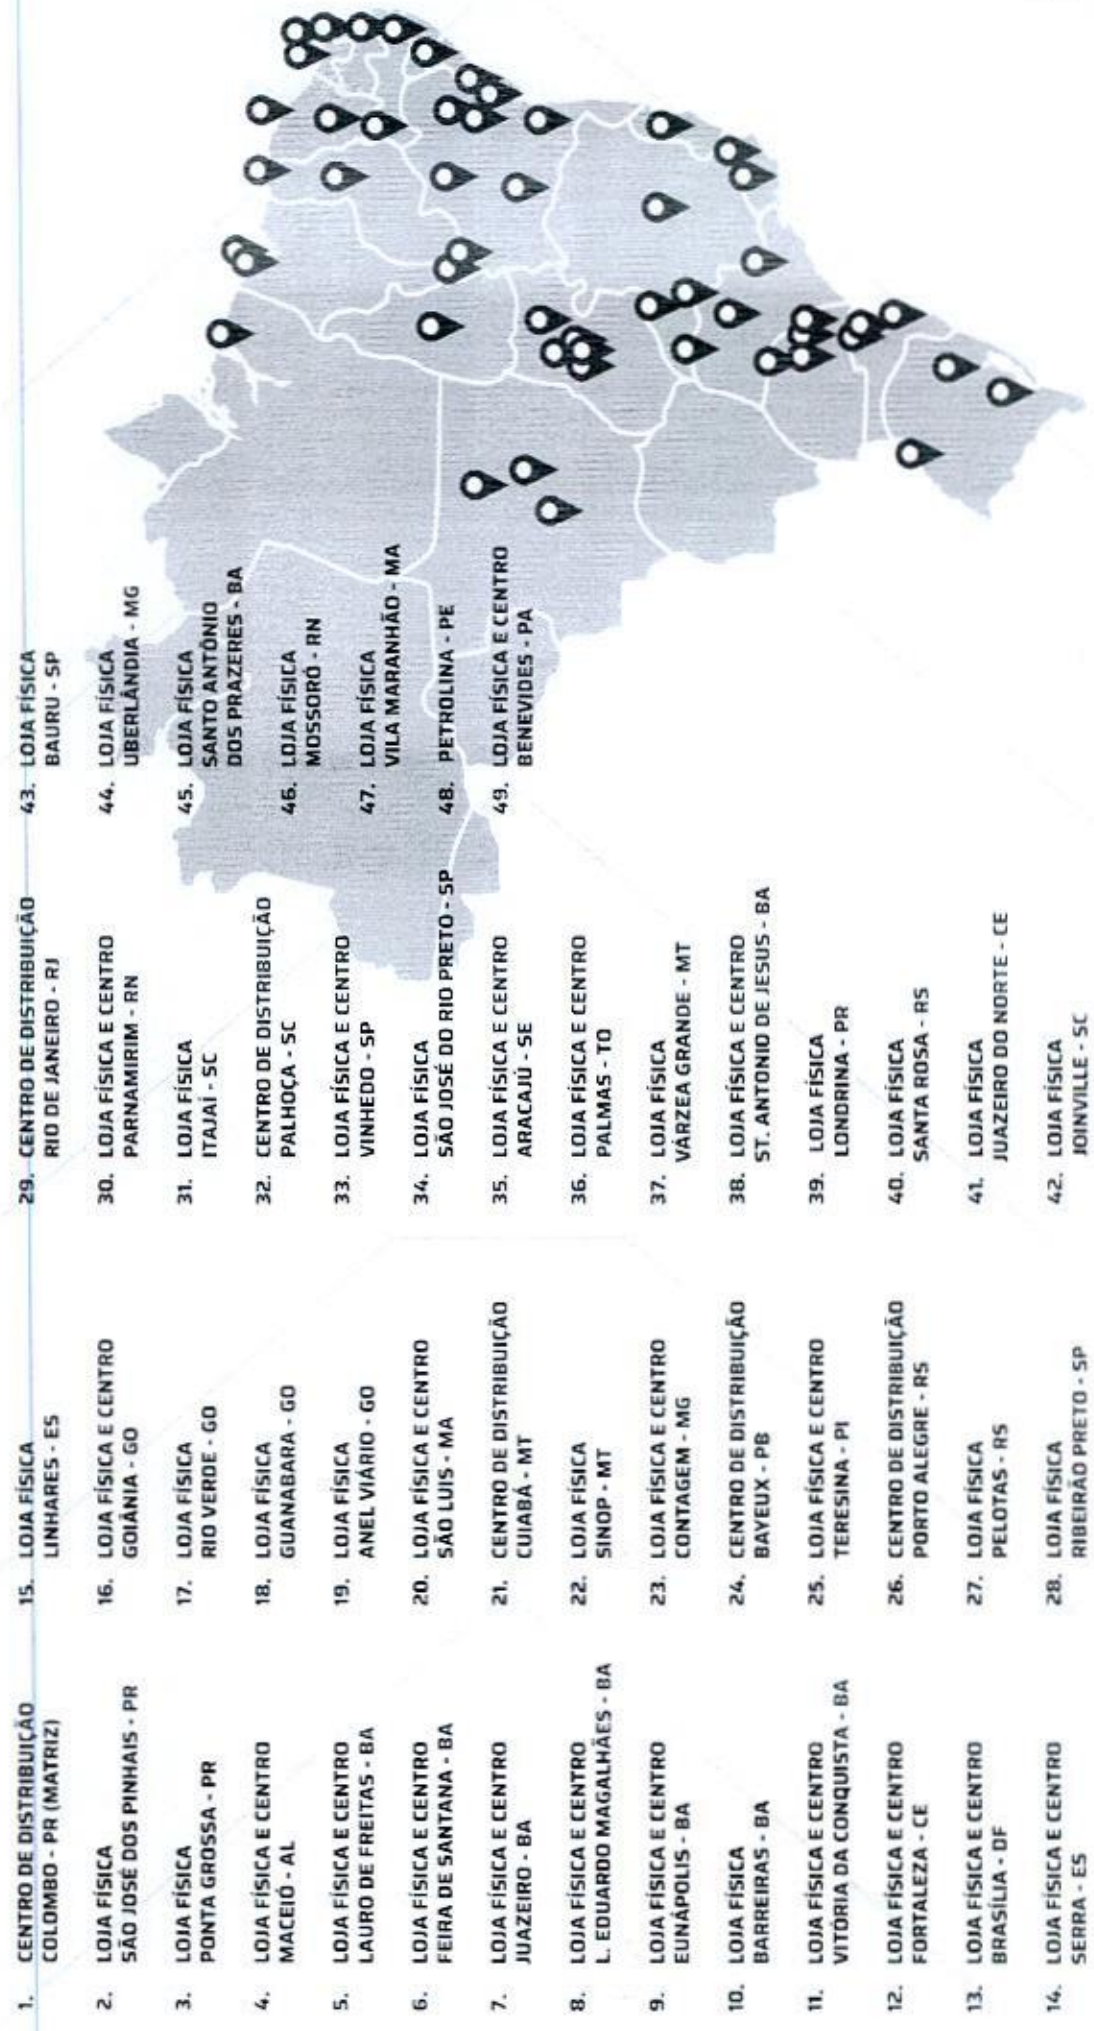 1. CENTRO DE DISTRIBUIÇÃO
COLOMBO - PR (MATRIZ)
2. LOJA FÍSICA
SÃO JOSÉ DOS PINHAIS - PR
3. LOJA FÍSICA
PONTA GROSSA - PR
4. LOJA FÍSICA E CENTRO
MACEIÓ - AL
5. LOJA FÍSICA E CENTRO
LAURO DE FREITAS - BA
6. LOJA FÍSICA E CENTRO
FEIRA DE SANTANA - BA
7. LOJA FÍSICA E CENTRO
JUAZEIRO - BA
8. LOJA FÍSICA E CENTRO
L. EDUARDO MAGALHÃES - BA
9. LOJA FÍSICA E CENTRO
EUNÁPOLIS - BA
10. LOJA FÍSICA
BARREIRAS - BA
11. LOJA FÍSICA E CENTRO
VITÓRIA DA CONQUISTA - BA
12. LOJA FÍSICA E CENTRO
FORTALEZA - CE
13. LOJA FÍSICA E CENTRO
BRASÍLIA - DF
14. LOJA FÍSICA E CENTRO
SERRA - ES
15. LOJA FÍSICA
LINHARES - ES
16. LOJA FÍSICA E CENTRO
GOIÂNIA - GO
17. LOJA FÍSICA
RIO VERDE - GO
18. LOJA FÍSICA
GUANABARA - GO
19. LOJA FÍSICA
ANEL VIÁRIO - GO
20. LOJA FÍSICA E CENTRO
SÃO LUIS - MA
21. CENTRO DE DISTRIBUIÇÃO
CUIABÁ - MT
22. LOJA FÍSICA
SINOP - MT
23. LOJA FÍSICA E CENTRO
CONTAGEM - MG
24. CENTRO DE DISTRIBUIÇÃO
BAYEUX - PB
25. LOJA FÍSICA E CENTRO
TERESINA - PI
26. CENTRO DE DISTRIBUIÇÃO
PORTO ALEGRE - RS
27. LOJA FÍSICA
PELOTAS - RS
28. LOJA FÍSICA
RIBEIRÃO PRETO - SP
29. CENTRO DE DISTRIBUIÇÃO
RIO DE JANEIRO - RJ
30. LOJA FÍSICA E CENTRO
PARNAMIRIM - RN
31. LOJA FÍSICA
ITAJAÍ - SC
32. CENTRO DE DISTRIBUIÇÃO
PALHOÇA - SC
33. LOJA FÍSICA E CENTRO
VINHEDO - SP
34. LOJA FÍSICA
SÃO JOSÉ DO RIO PRETO - SP
35. LOJA FÍSICA E CENTRO
ARACAJÚ - SE
36. LOJA FÍSICA E CENTRO
PALMAS - TO
37. LOJA FÍSICA
VÁRZEA GRANDE - MT
38. LOJA FÍSICA E CENTRO
ST. ANTONIO DE JESUS - BA
39. LOJA FÍSICA
LONDRINA - PR
40. LOJA FÍSICA
SANTA ROSA - RS
41. LOJA FÍSICA
JUAZEIRO DO NORTE - CE
42. LOJA FÍSICA
JOINVILLE - SC
43. LOJA FÍSICA
BAURU - SP
44. LOJA FÍSICA
UBERLÂNDIA - MG
45. LOJA FÍSICA
SANTO ANTÔNIO
DOS PRAZERES - BA
46. LOJA FÍSICA
MOSSORÓ - RN
47. LOJA FÍSICA
VILA MARANHÃO - MA
48. PETROLINA - PE
49. LOJA FÍSICA E CENTRO
BENEVIDES - PA